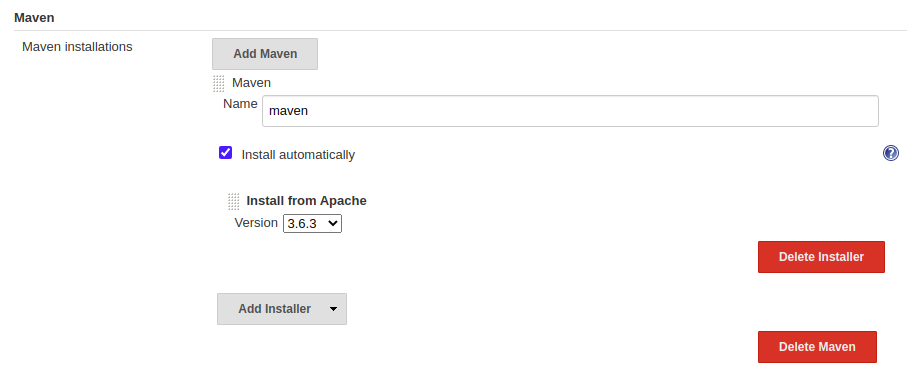 Maven
Maven installations
Add Maven
Maven
Name maven
Install automatically
?
Install from Apache
Version 3.6.3
Delete Installer
Add Installer
Delete Maven